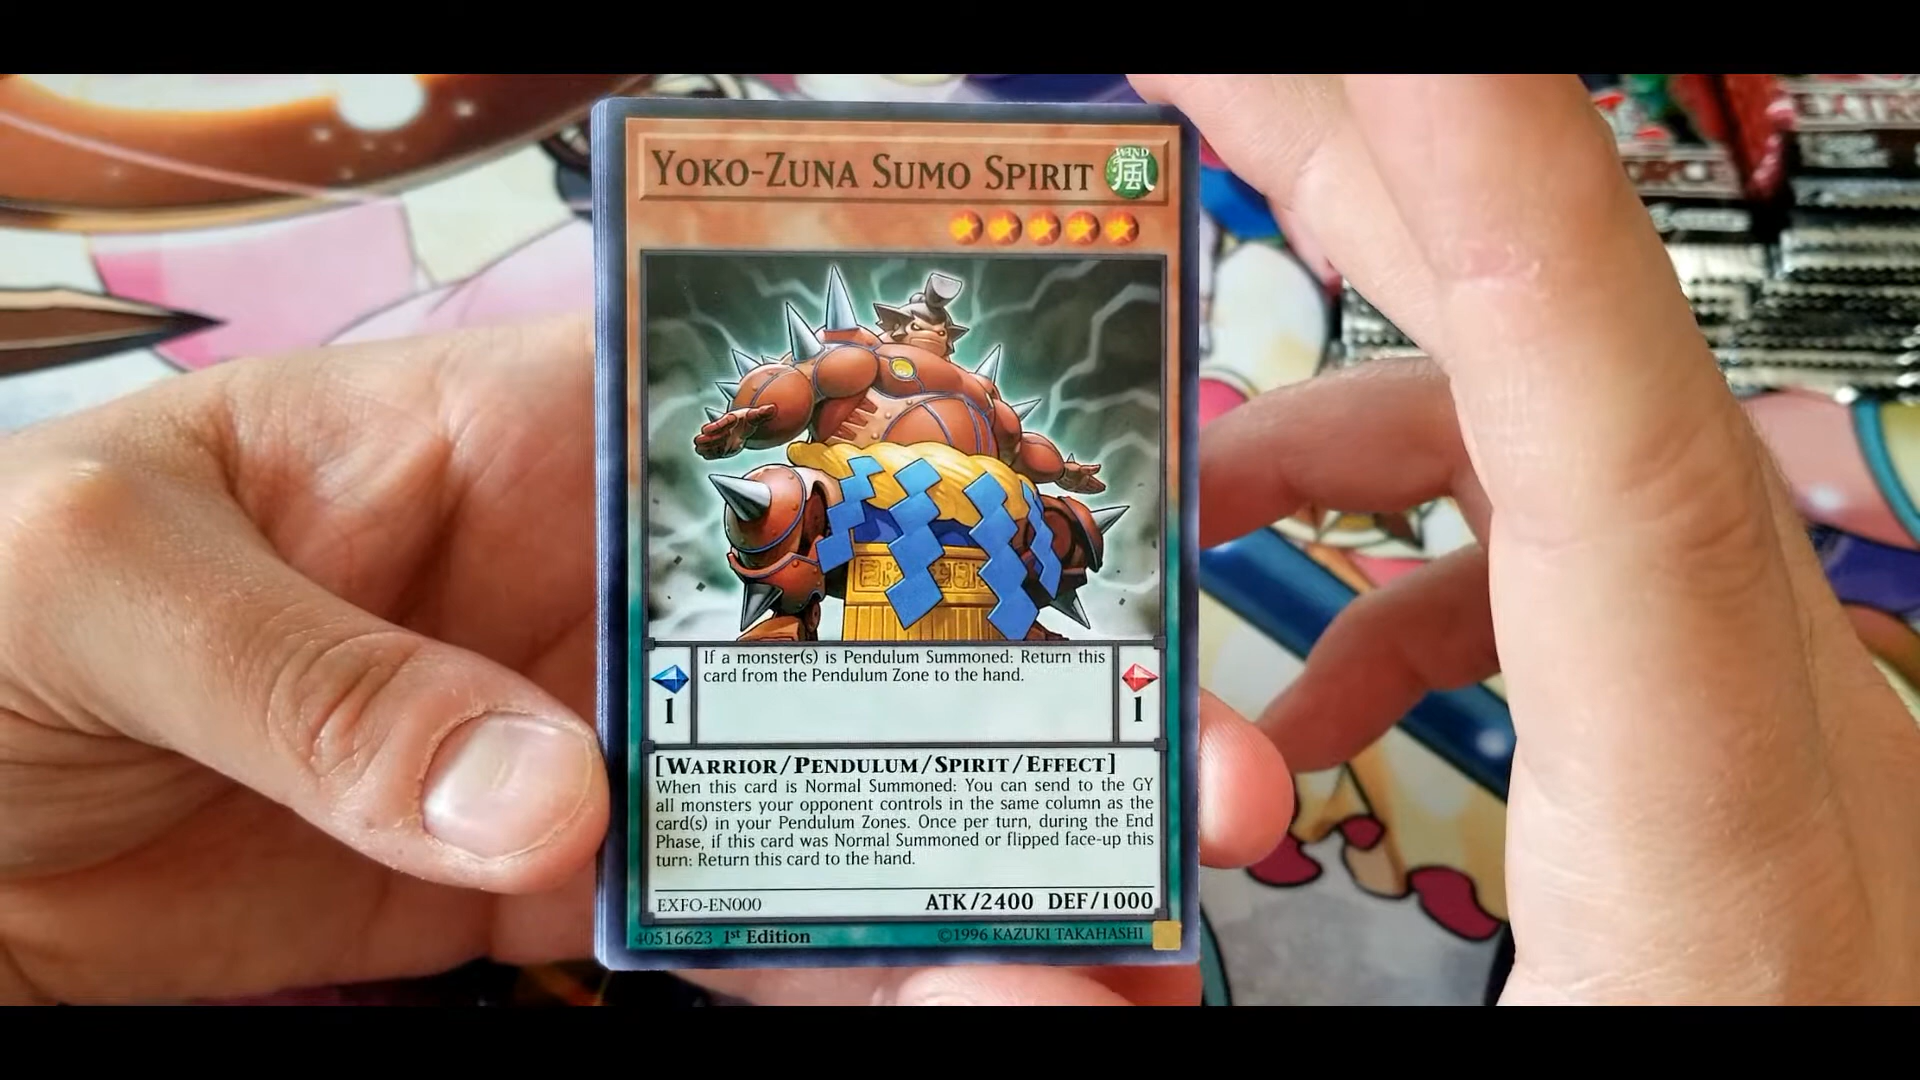 YOKO-ZUNA SUMO SPIRIT
WIND
風
If a monster(s) is Pendulum Summoned: Return this
card from the Pendulum Zone to the hand.
1
1
[WARRIOR/PENDULUM/SPIRIT/EFFECT]
When this card is Normal Summoned: You can send to the GY
all monsters your opponent controls in the same column as the
card(s) in your Pendulum Zones. Once per turn, during the End
Phase, if this card was Normal Summoned or flipped face-up this
turn: Return this card to the hand.
EXFO-EN000
ATK/2400 DEF/1000
40516623 1st Edition
©1996 KAZUKI TAKAHASHI